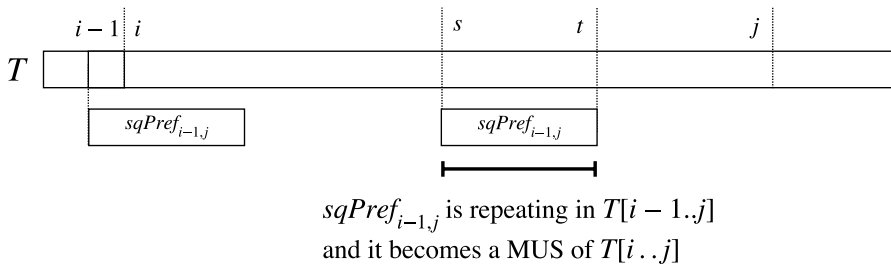 i − 1 i s t j
T
sqPref_{i−1,j} sqPref_{i−1,j}
sqPref_{i−1,j} is repeating in T[i − 1..j]
and it becomes a MUS of T[i . . j]